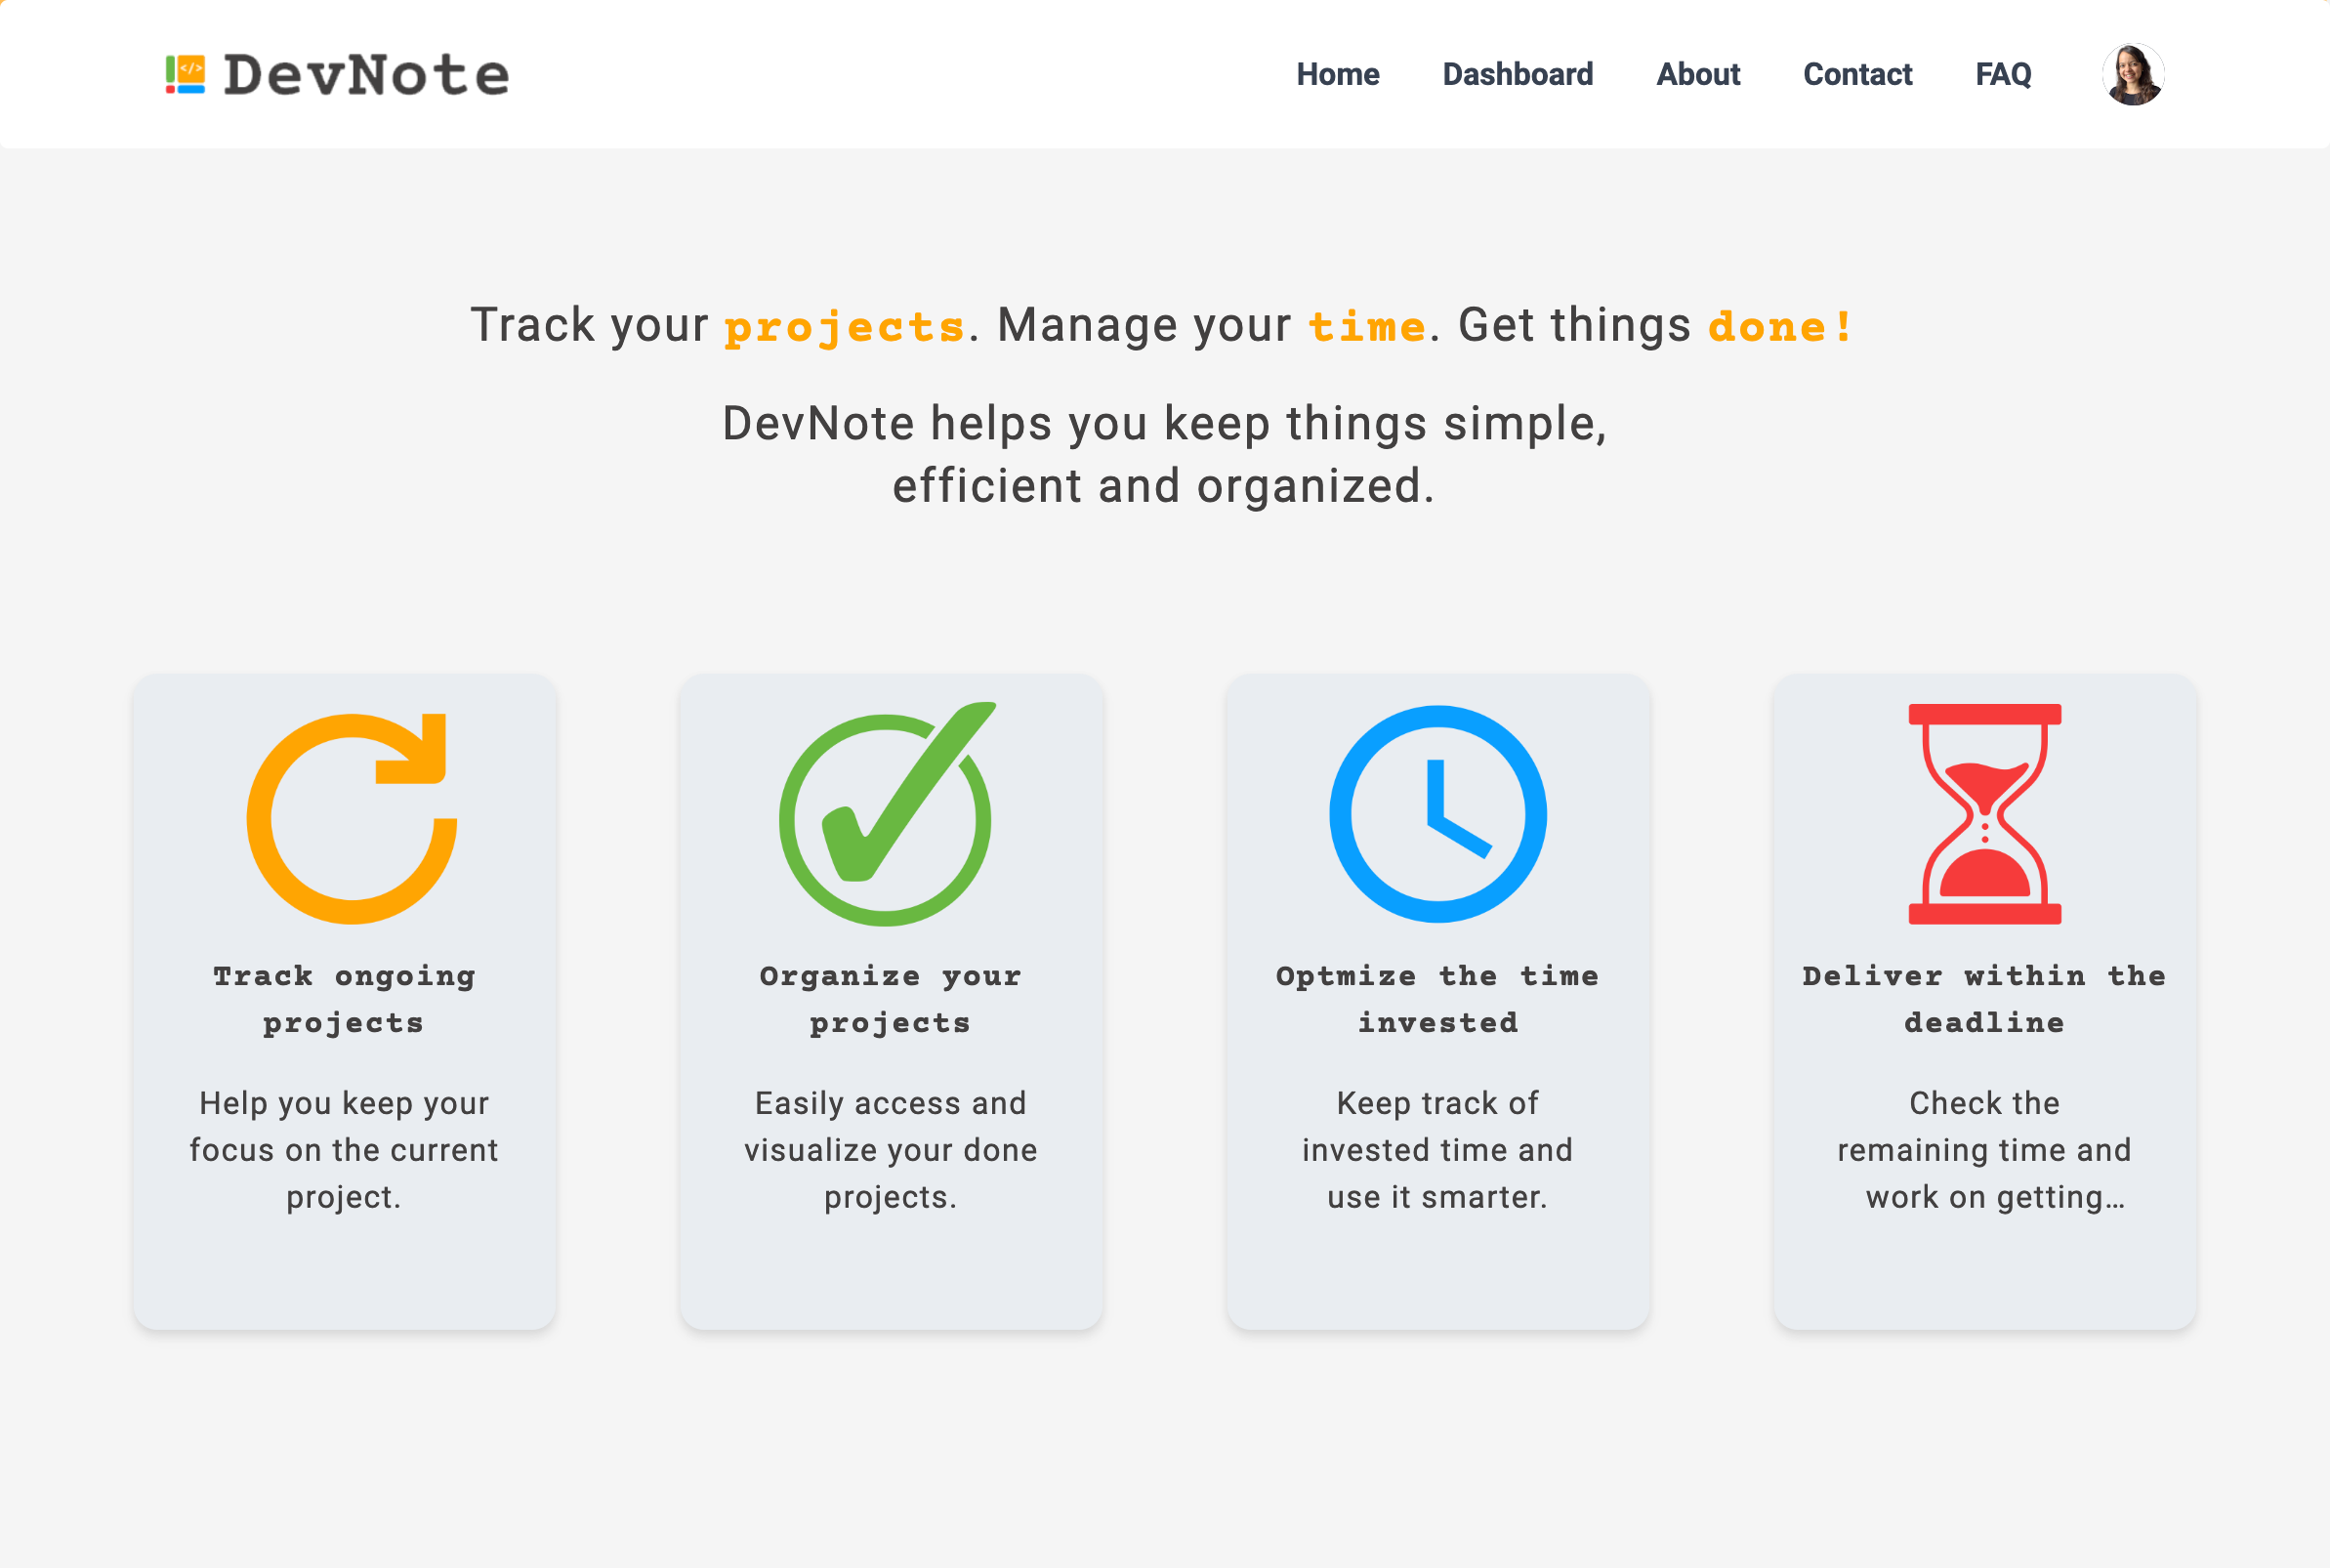 </> DevNote
Home Dashboard About Contact FAQ
Track your projects. Manage your time. Get things done!
DevNote helps you keep things simple,
efficient and organized.
Track ongoing
projects
Help you keep your
focus on the current
project.
Organize your
projects
Easily access and
visualize your done
projects.
Optmize the time
invested
Keep track of
invested time and
use it smarter.
Deliver within the
deadline
Check the
remaining time and
work on getting…